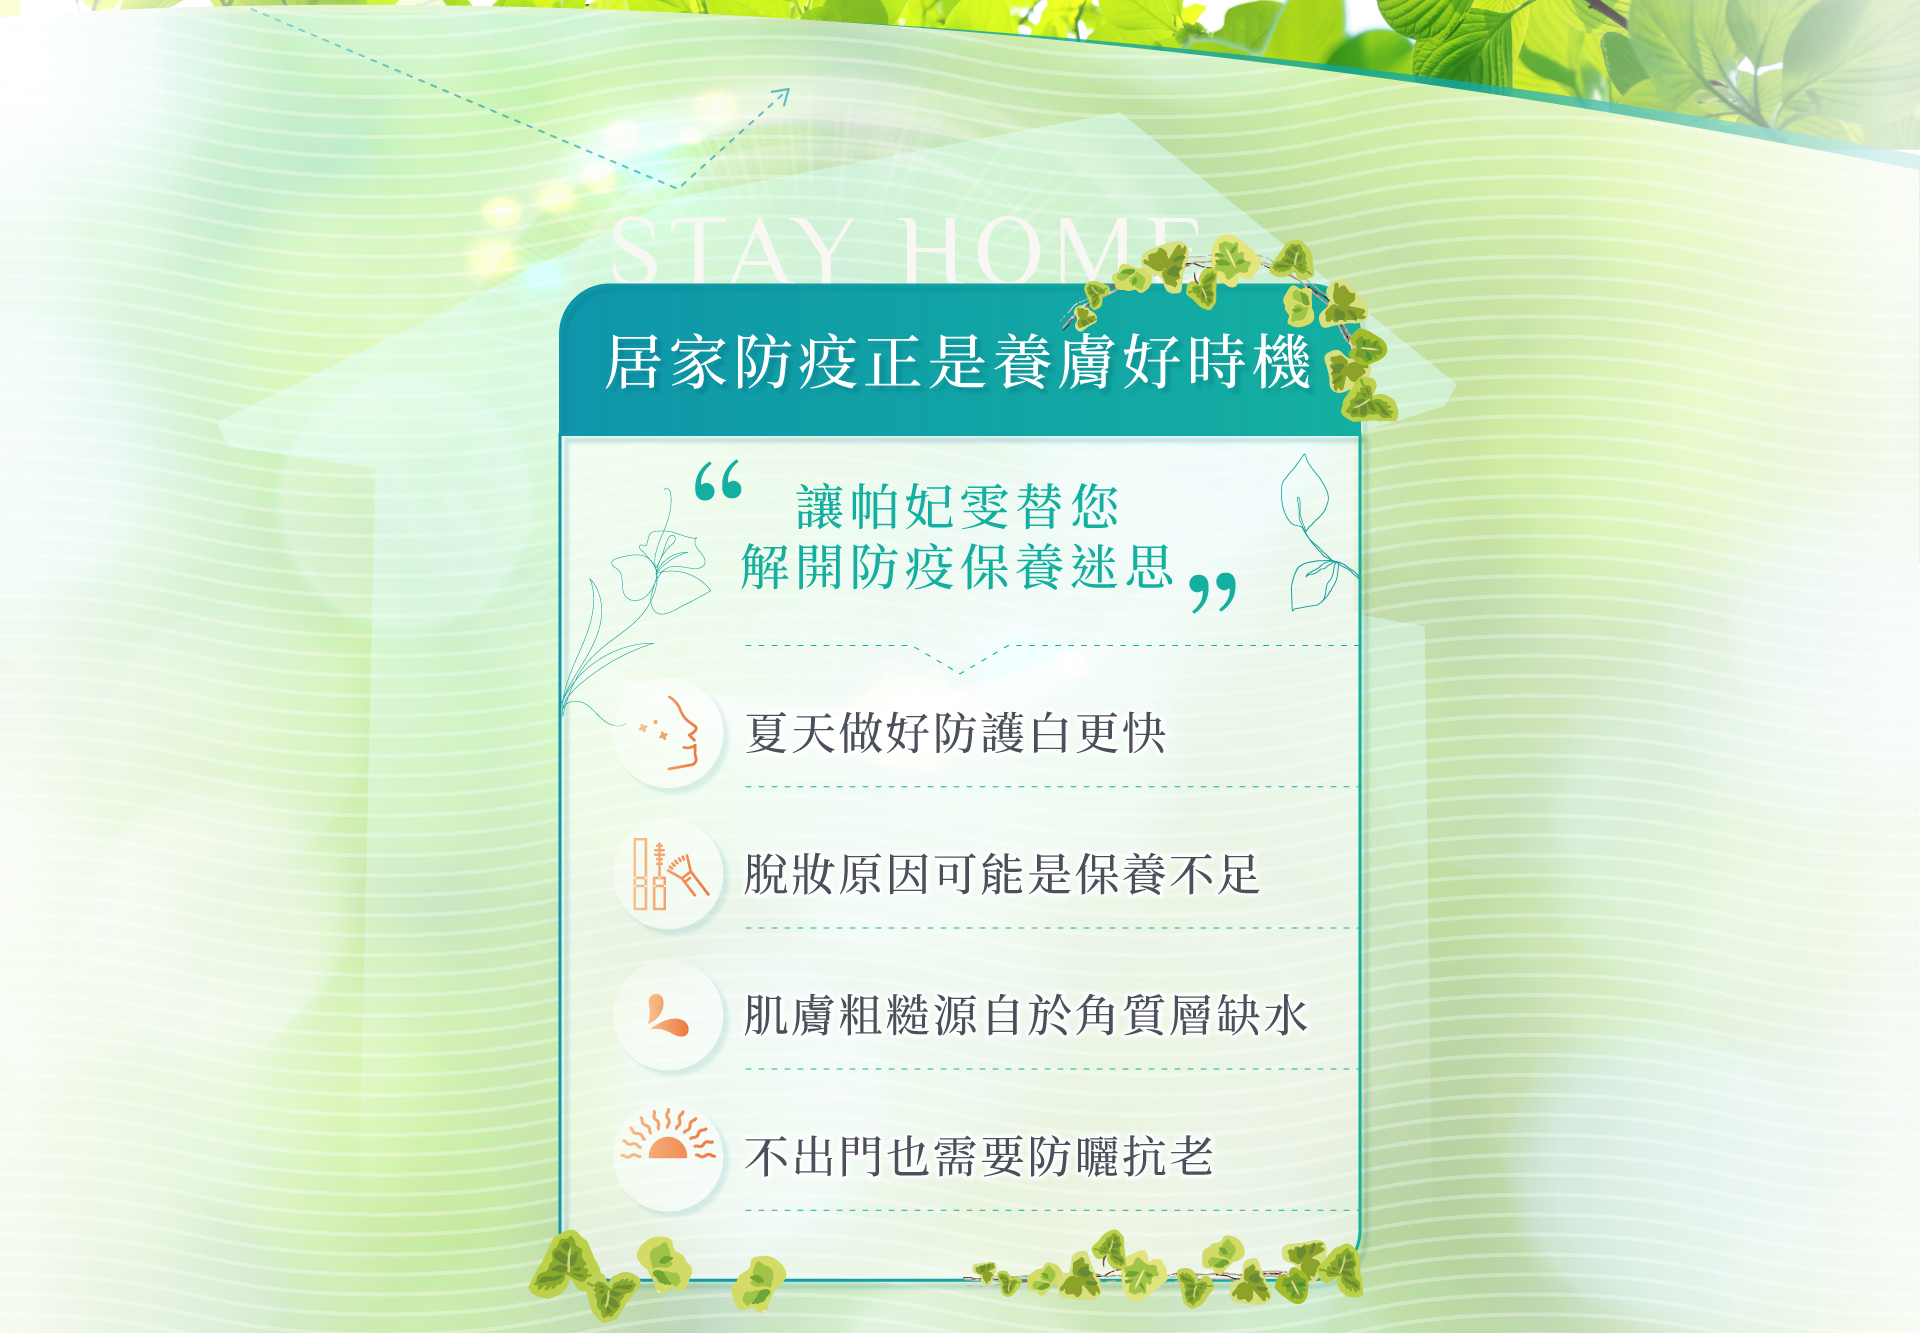 STAY HOME
居家防疫正是養膚好時機
“讓帕妃雯替您
解開防疫保養迷思”
夏天做好防護白更快
脫妝原因可能是保養不足
肌膚粗糙源自於角質層缺水
不出門也需要防曬抗老